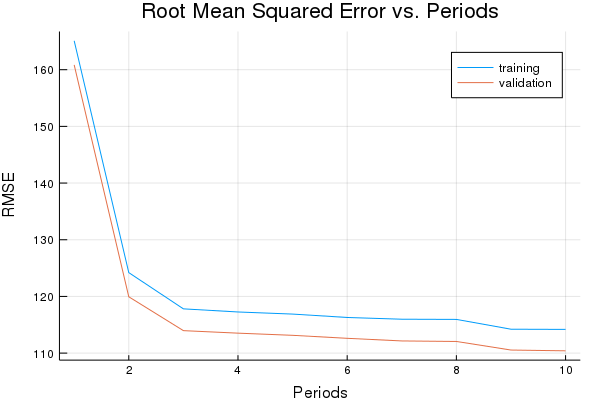 Root Mean Squared Error vs. Periods
training
validation
RMSE
160
150
140
130
120
110
2 4 6 8 10
Periods